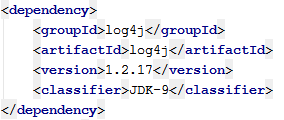 <dependency>
    <groupId>log4j</groupId>
    <artifactId>log4j</artifactId>
    <version>1.2.17</version>
    <classifier>JDK-9</classifier>
</dependency>